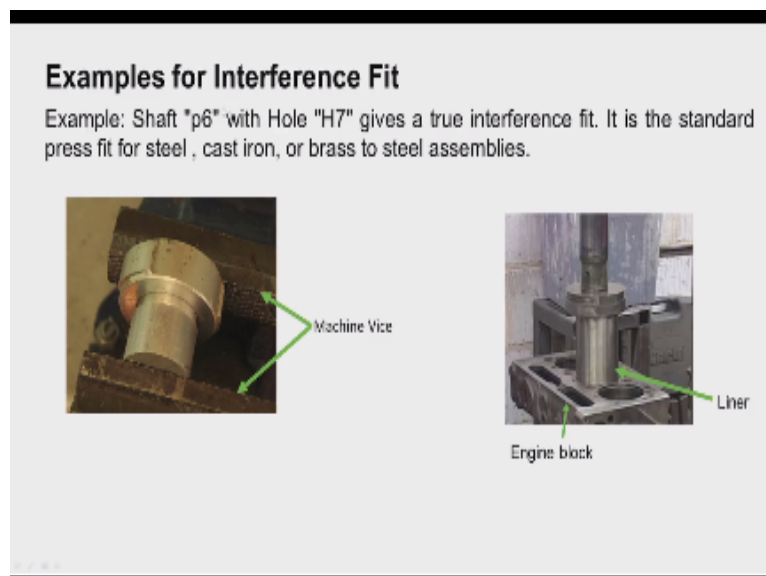 Examples for Interference Fit
Example: Shaft "p6" with Hole "H7" gives a true interference fit. It is the standard
press fit for steel , cast iron, or brass to steel assemblies.
Machine Vice
Liner
Engine block